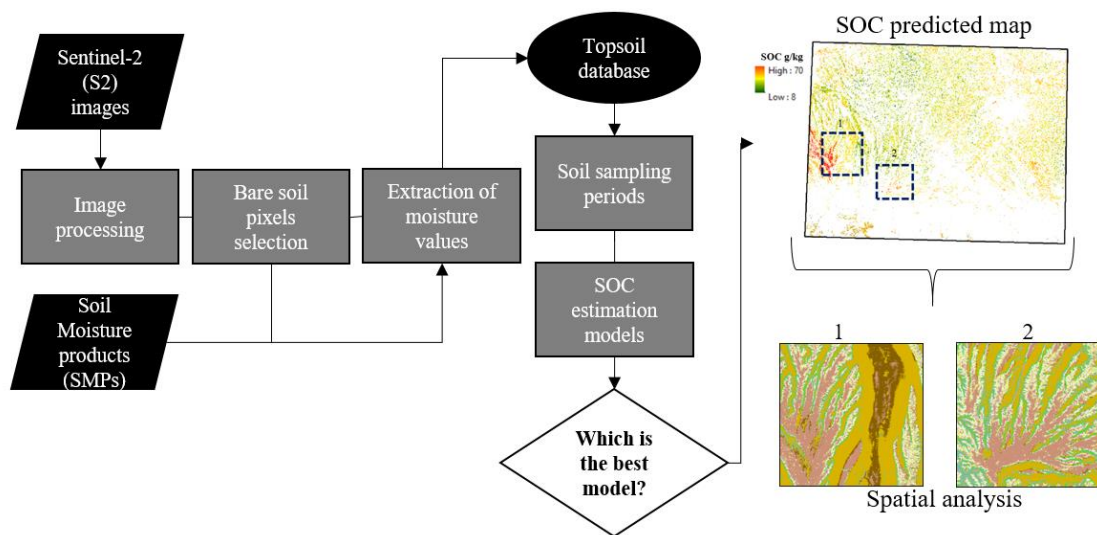 Sentinel-2
(S2)
images
Image
processing
Bare soil
pixels
selection
Extraction of
moisture
values
Soil
Moisture
products
(SMPs)
Topsoil
database
Soil sampling
periods
SOC
estimation
models
Which is
the best
model?
SOC predicted map
SOC g/kg
High : 70
Low : 8
1
2
1
2
Spatial analysis